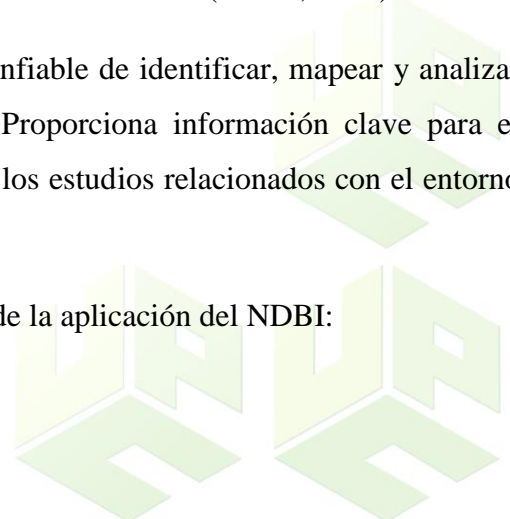 nfiable de identificar, mapear y analiza
Proporciona información clave para e
los estudios relacionados con el entorno
de la aplicación del NDBI: